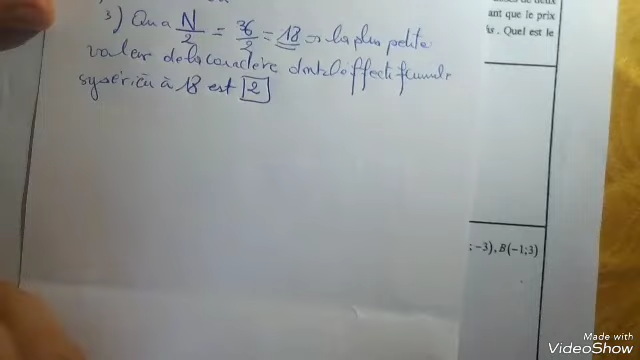 3) On a N/2 = 36/2 = 18 => la plus petite
valeur de la caractère dont l'effectif cumulé
supérieur à 18 est 2
ant que le prix
Quel est le
; -3), B(-1;3)
Made with
VideoShow